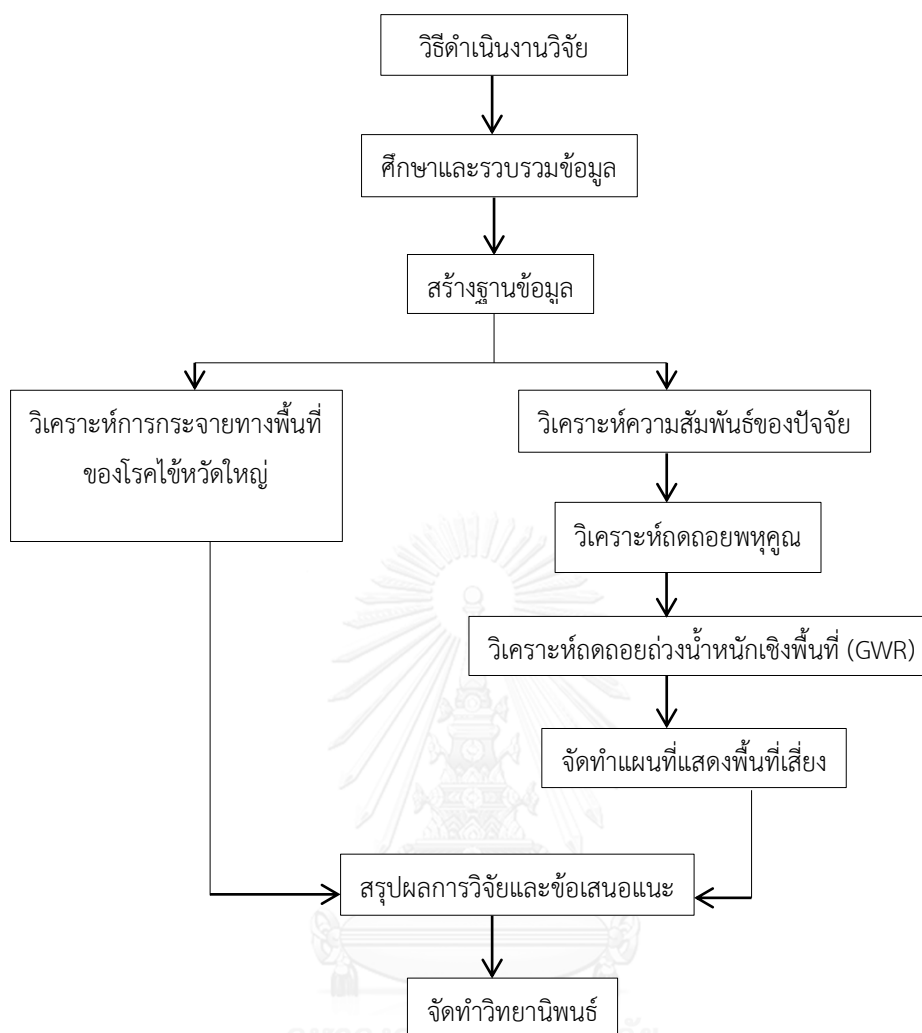 วิธีดำเนินงานวิจัย
ศึกษาและรวบรวมข้อมูล
สร้างฐานข้อมูล
วิเคราะห์การกระจายทางพื้นที่
ของโรคไข้หวัดใหญ่
วิเคราะห์ความสัมพันธ์ของปัจจัย
วิเคราะห์ถดถอยพหุคูณ
วิเคราะห์ถดถอยถ่วงน้ำหนักเชิงพื้นที่ (GWR)
จัดทำแผนที่แสดงพื้นที่เสี่ยง
สรุปผลการวิจัยและข้อเสนอแนะ
จัดทำวิทยานิพนธ์